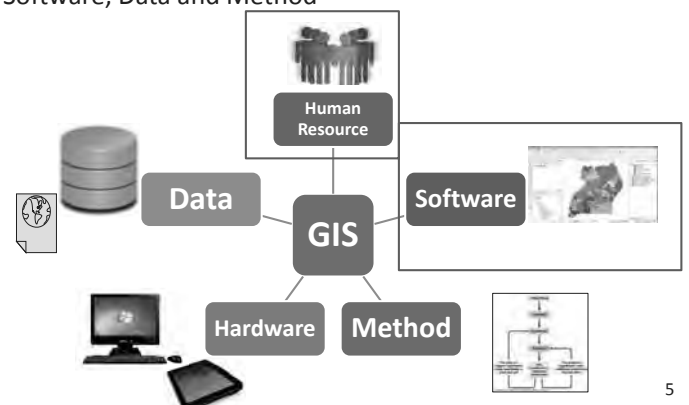 Software, Data and Method
Human
Resource
Data
Software
GIS
Hardware
Method
5